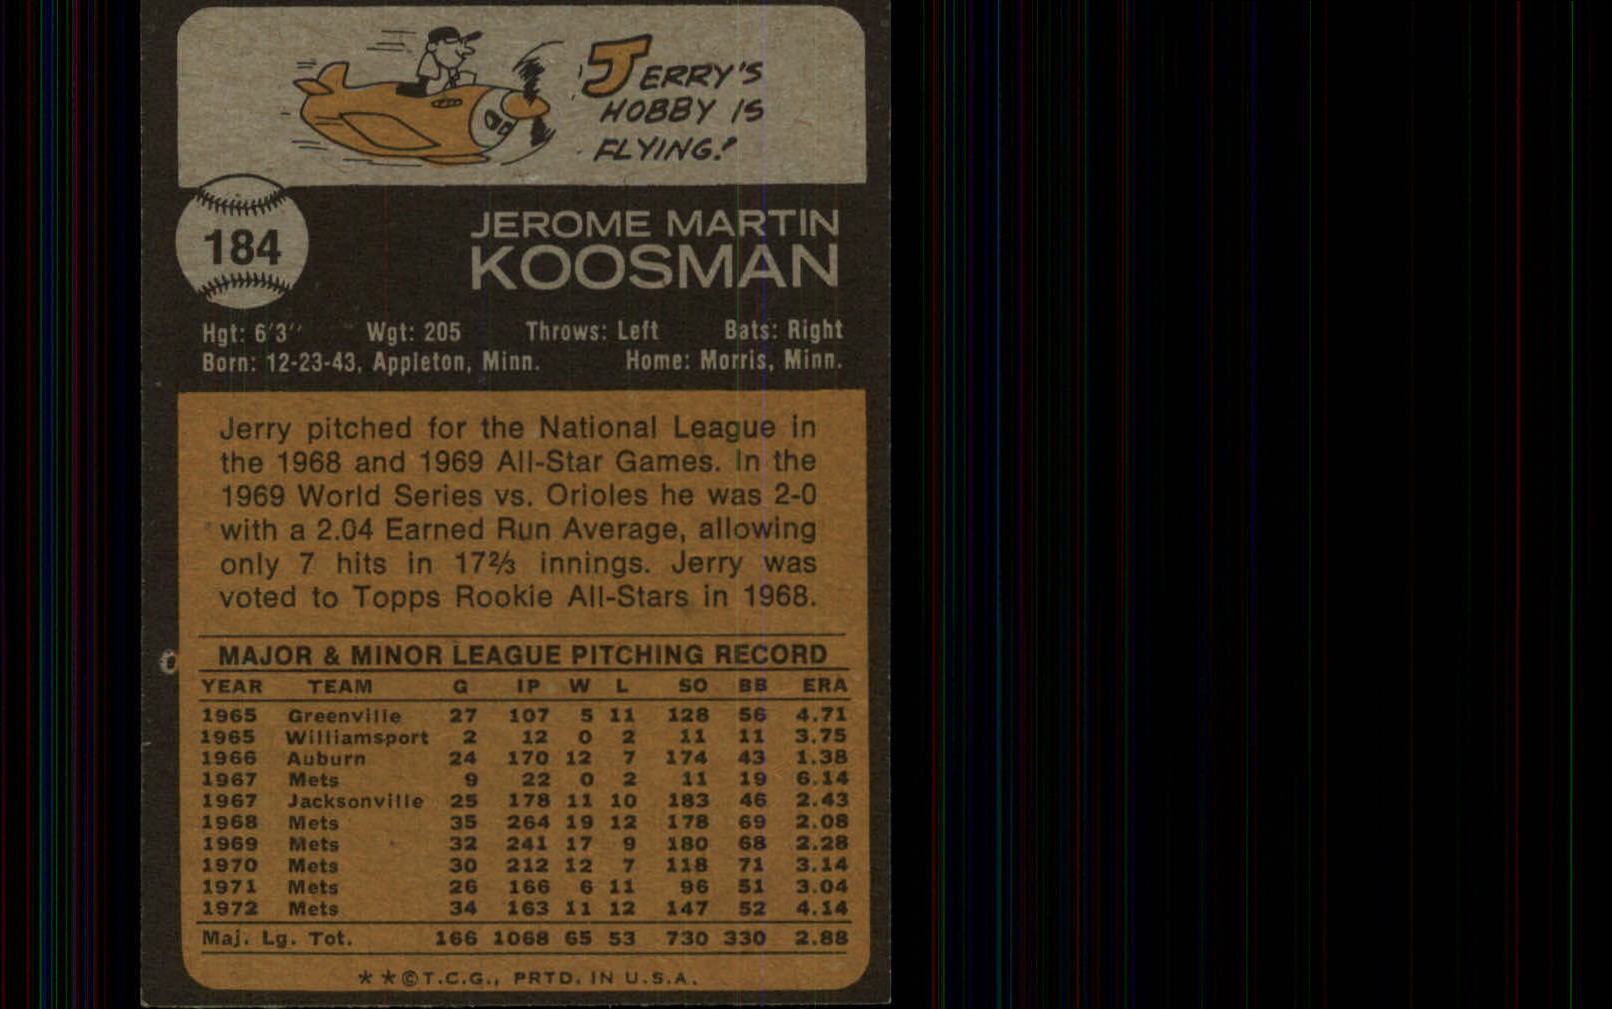 JERRY'S
HOBBY IS
FLYING!
184
JEROME MARTIN
KOOSMAN
Hgt: 6'3" Wgt: 205 Throws: Left Bats: Right
Born: 12-23-43, Appleton, Minn. Home: Morris, Minn.
Jerry pitched for the National League in
the 1968 and 1969 All-Star Games. In the
1969 World Series vs. Orioles he was 2-0
with a 2.04 Earned Run Average, allowing
only 7 hits in 17⅔ innings. Jerry was
voted to Topps Rookie All-Stars in 1968.
MAJOR & MINOR LEAGUE PITCHING RECORD
YEAR TEAM G IP W L SO BB ERA
1965 Greenville 27 107 5 11 128 56 4.71
1965 Williamsport 2 12 0 2 11 11 3.75
1966 Auburn 24 170 12 7 174 43 1.38
1967 Mets 9 22 0 2 11 19 6.14
1967 Jacksonville 25 178 11 10 183 46 2.43
1968 Mets 35 264 19 12 178 69 2.08
1969 Mets 32 241 17 9 180 68 2.28
1970 Mets 30 212 12 7 118 71 3.14
1971 Mets 26 166 6 11 96 51 3.04
1972 Mets 34 163 11 12 147 52 4.14
Maj. Lg. Tot. 166 1068 65 53 730 330 2.88
**©T.C.G., PRTD. IN U.S.A.